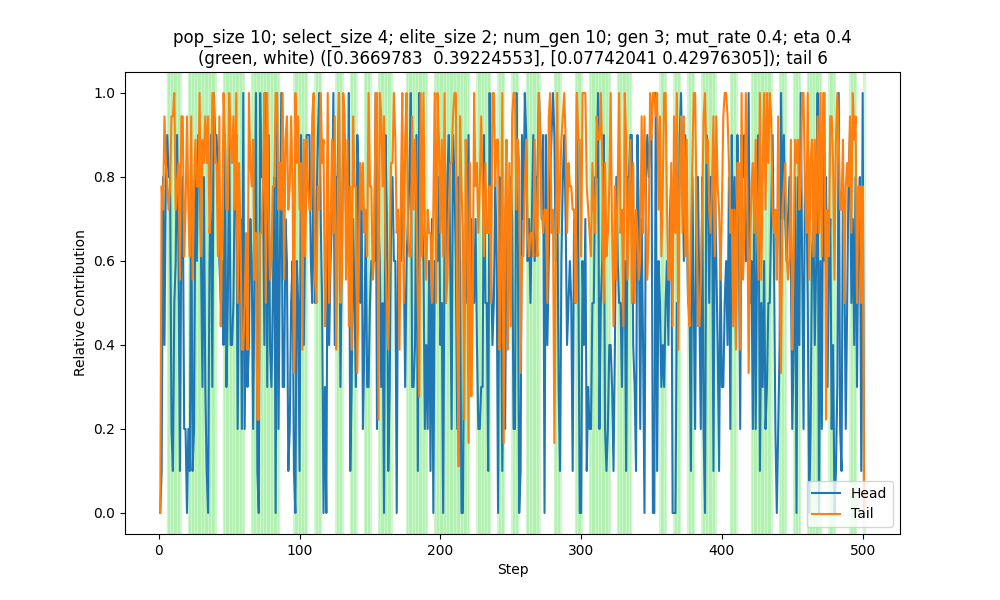 pop_size 10; select_size 4; elite_size 2; num_gen 10; gen 3; mut_rate 0.4; eta 0.4
(green, white) ([0.3669783  0.39224553], [0.07742041 0.42976305]); tail 6
1.0
0.8
0.6
0.4
0.2
0.0
Relative Contribution
Head
Tail
0
100
200
300
400
500
Step